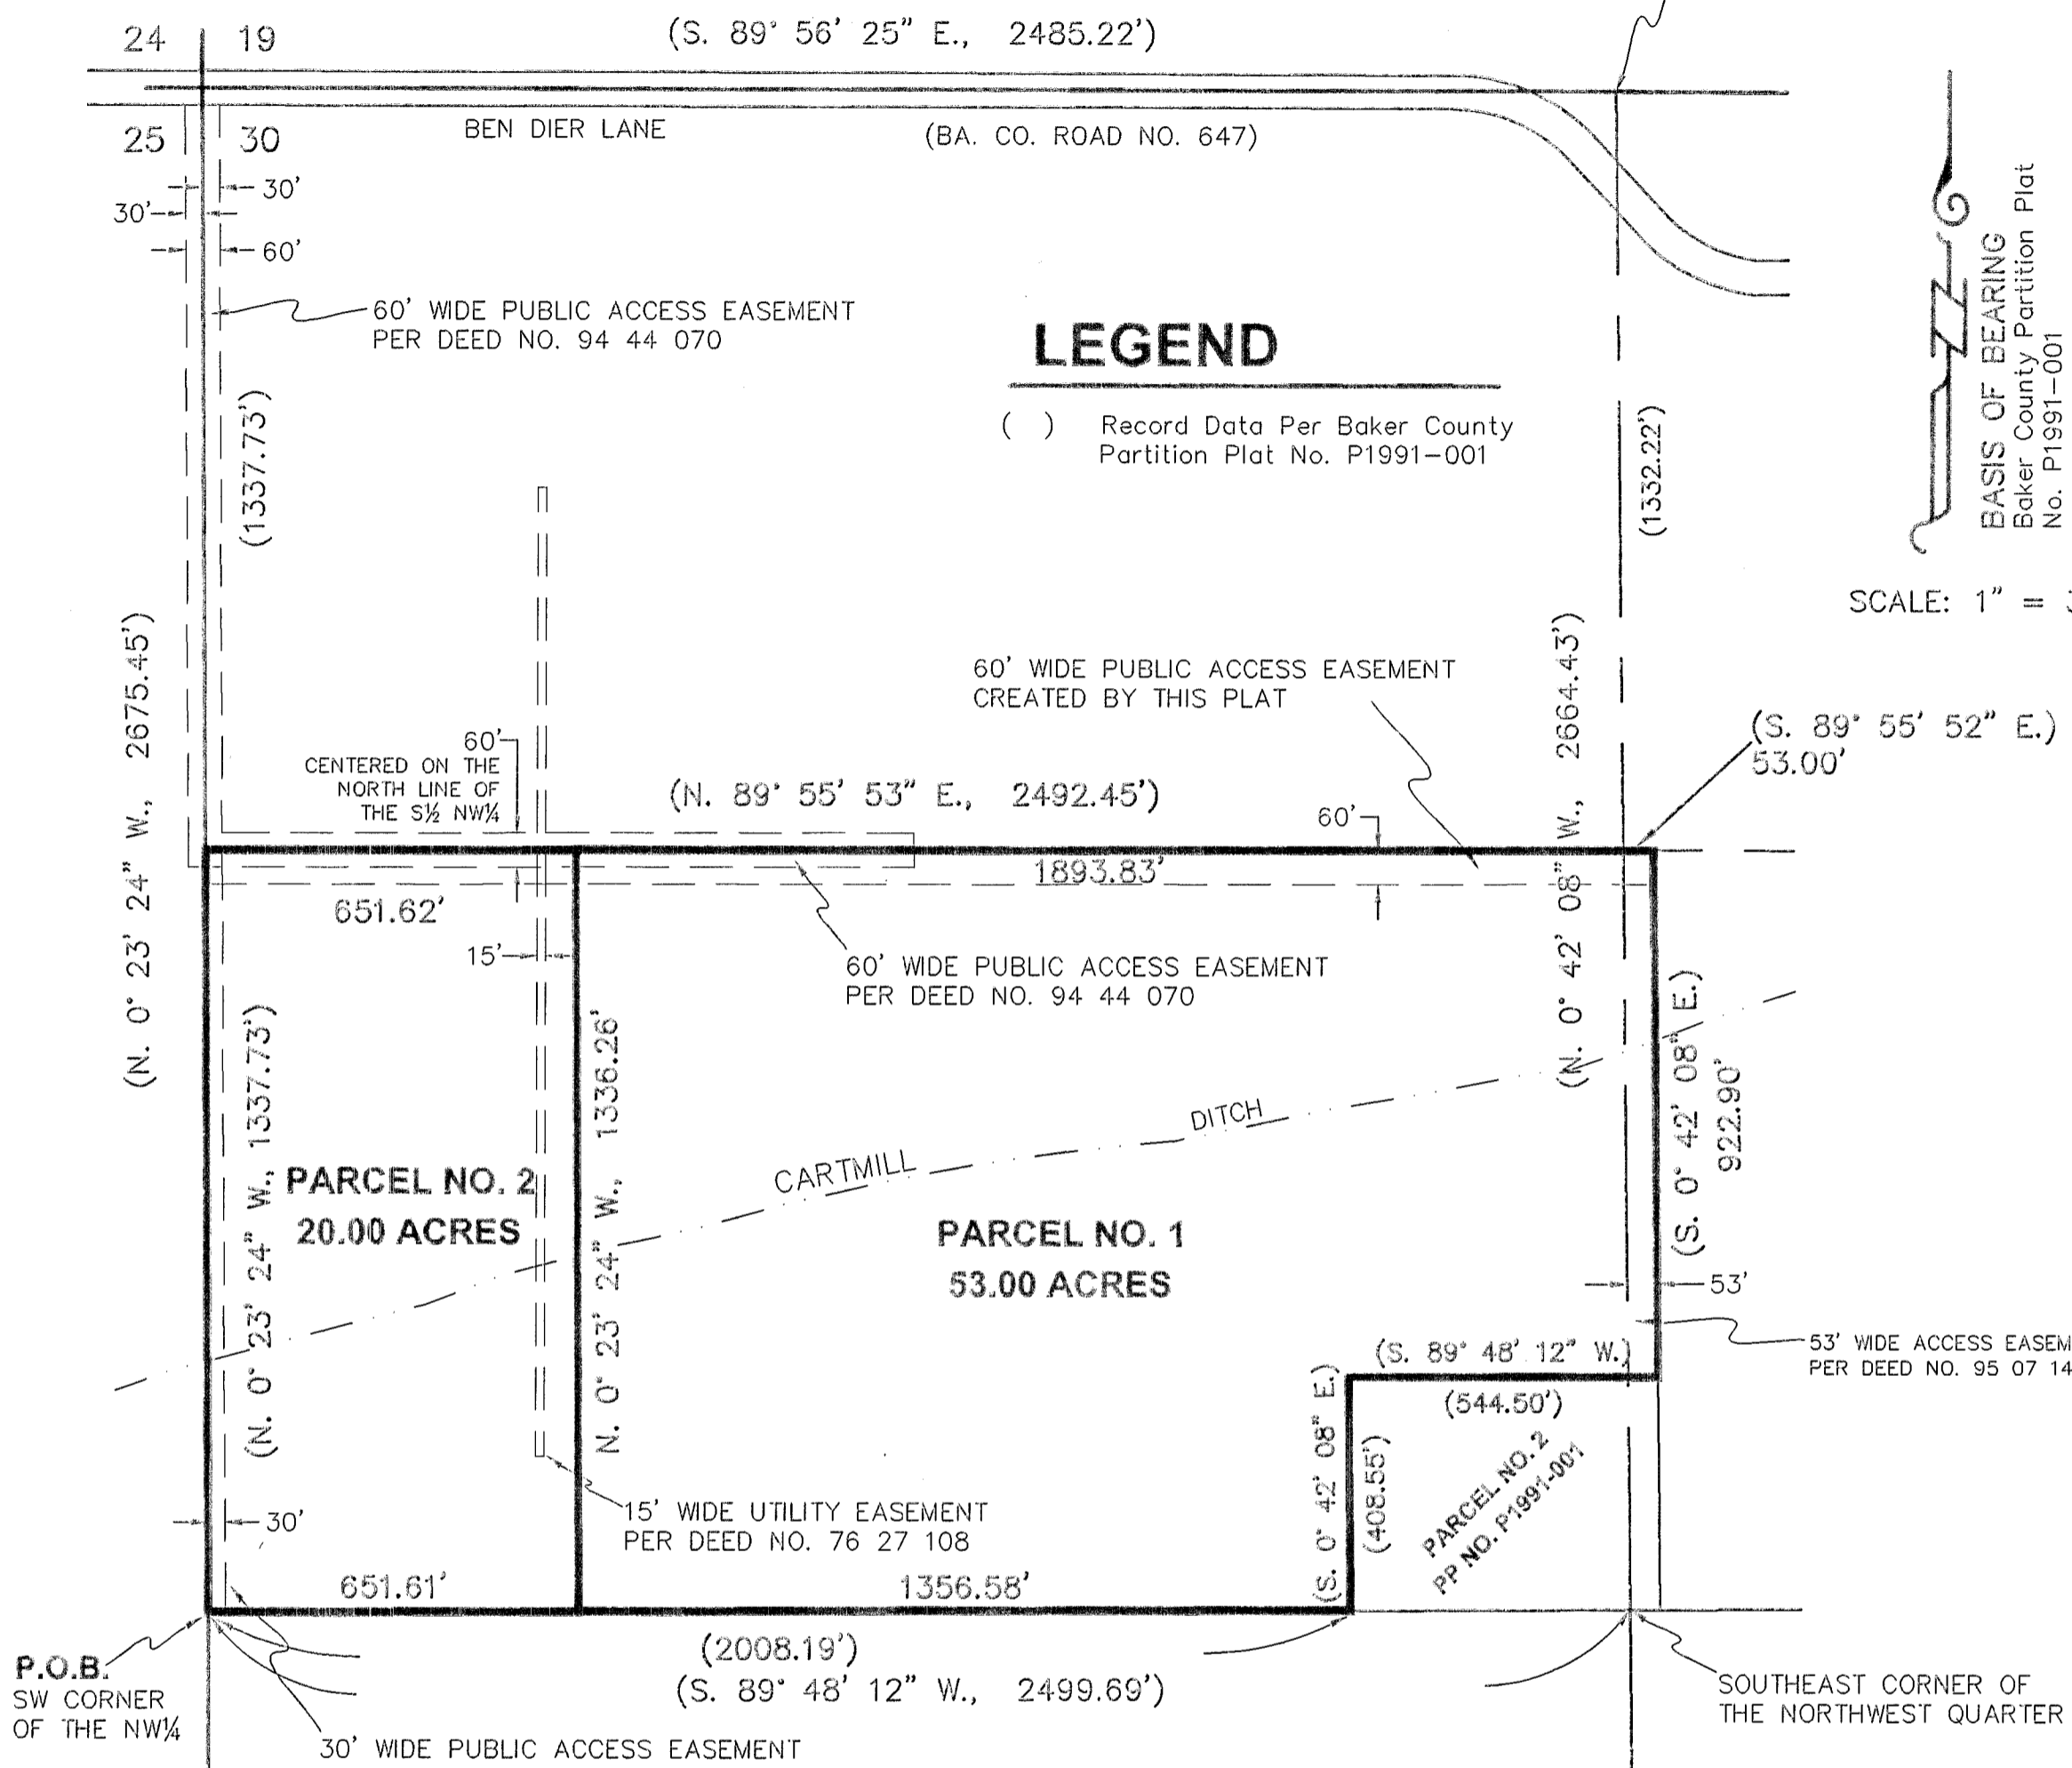 24 19
(S. 89° 56' 25" E., 2485.22')
25 30
BEN DIER LANE (BA. CO. ROAD NO. 647)
30'
30'
60'
60' WIDE PUBLIC ACCESS EASEMENT
PER DEED NO. 94 44 070
LEGEND
( ) Record Data Per Baker County
Partition Plat No. P1991-001
(1337.73')
(1332.22')
BASIS OF BEARING
Baker County Partition Plat
No. P1991-001
SCALE: 1" =
(N. 0° 23' 24" W., 2675.45')
60' WIDE PUBLIC ACCESS EASEMENT
CREATED BY THIS PLAT
(N. 0° 42' 08" W., 2664.43')
(S. 89° 55' 52" E.)
53.00'
60'
CENTERED ON THE
NORTH LINE OF
THE S½ NW¼
(N. 89° 55' 53" E., 2492.45')
60'
1893.83'
651.62'
15'
60' WIDE PUBLIC ACCESS EASEMENT
PER DEED NO. 94 44 070
(N. 0° 23' 24" W., 1337.73')
N. 0° 23' 24" W., 1336.26'
(S. 0° 42' 08" E.)
922.90'
CARTMILL DITCH
PARCEL NO. 2
20.00 ACRES
PARCEL NO. 1
53.00 ACRES
53'
53' WIDE ACCESS
PER DEED NO. 95 07
(S. 89° 48' 12" W.)
(544.50')
(S. 0° 42' 08" E.)
(408.55')
PARCEL NO. 2
PP NO. P1991-001
15' WIDE UTILITY EASEMENT
PER DEED NO. 76 27 108
30'
651.61'
1356.58'
(2008.19')
(S. 89° 48' 12" W., 2499.69')
P.O.B.
SW CORNER
OF THE NW¼
30' WIDE PUBLIC ACCESS EASEMENT
SOUTHEAST CORNER OF
THE NORTHWEST QUARTER